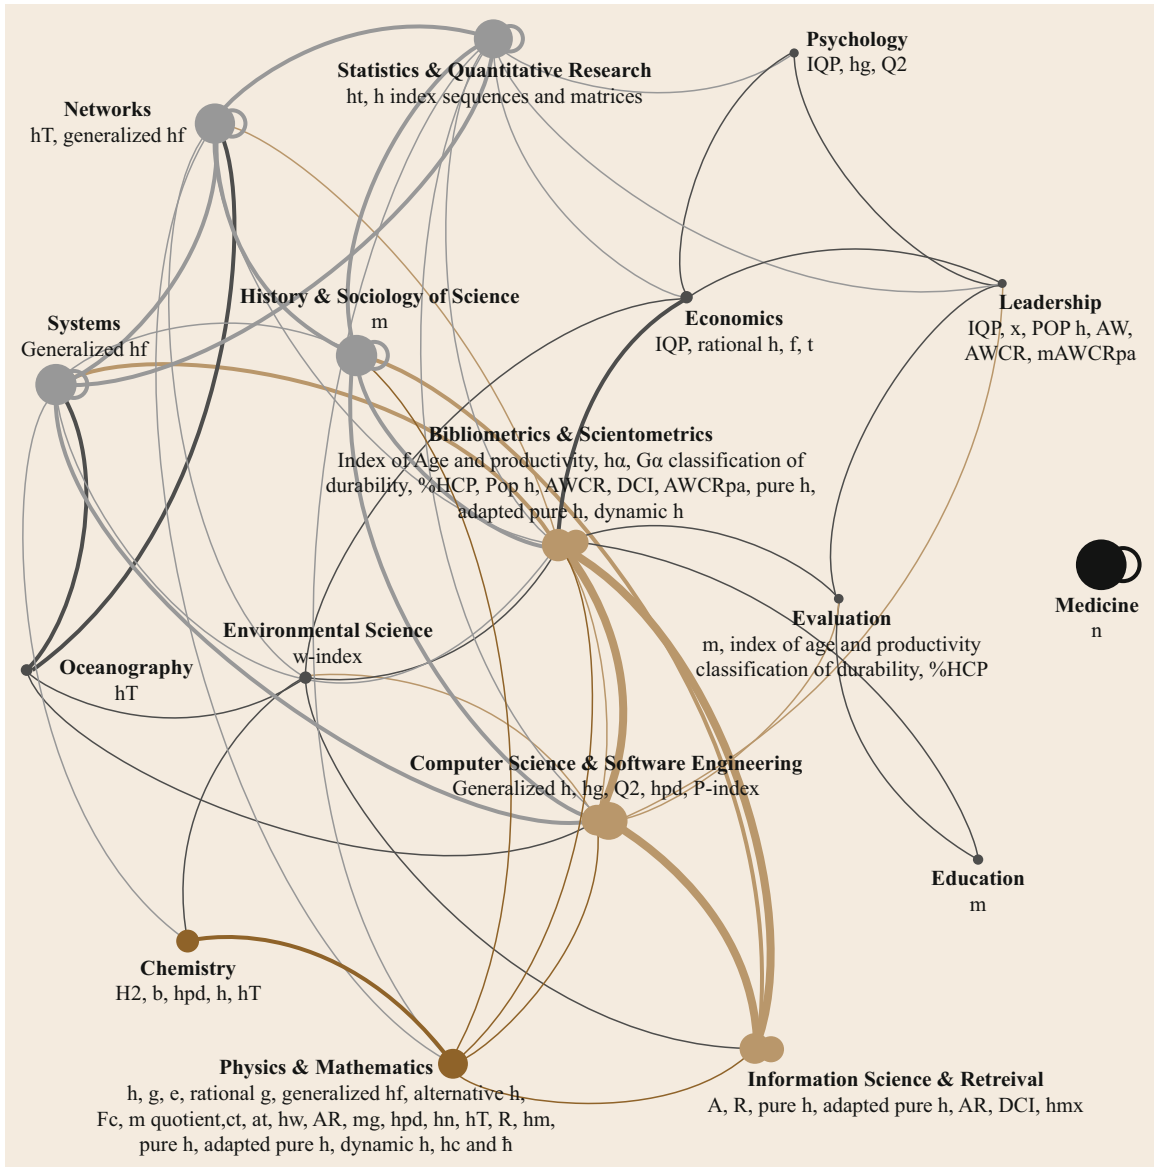 Psychology
IQP, hg, Q2
Statistics & Quantitative Research
ht, h index sequences and matrices
Networks
hT, generalized hf
History & Sociology of Science
m
Systems
Generalized hf
Economics
IQP, rational h, f, t
Leadership
IQP, x, POP h, AW,
AWCR, mAWCRpa
Bibliometrics & Scientometrics
Index of Age and productivity, hα, Gα classification of
durability, %HCP, Pop h, AWCR, DCI, AWCRpa, pure h,
adapted pure h, dynamic h
Medicine
n
Evaluation
m, index of age and productivity
classification of durability, %HCP
Environmental Science
w-index
Oceanography
hT
Computer Science & Software Engineering
Generalized h, hg, Q2, hpd, P-index
Education
m
Chemistry
H2, b, hpd, h, hT
Physics & Mathematics
h, g, e, rational g, generalized hf, alternative h,
Fc, m quotient,ct, at, hw, AR, mg, hpd, hn, hT, R, hm,
pure h, adapted pure h, dynamic h, hc and ħ
Information Science & Retreival
A, R, pure h, adapted pure h, AR, DCI, hmx